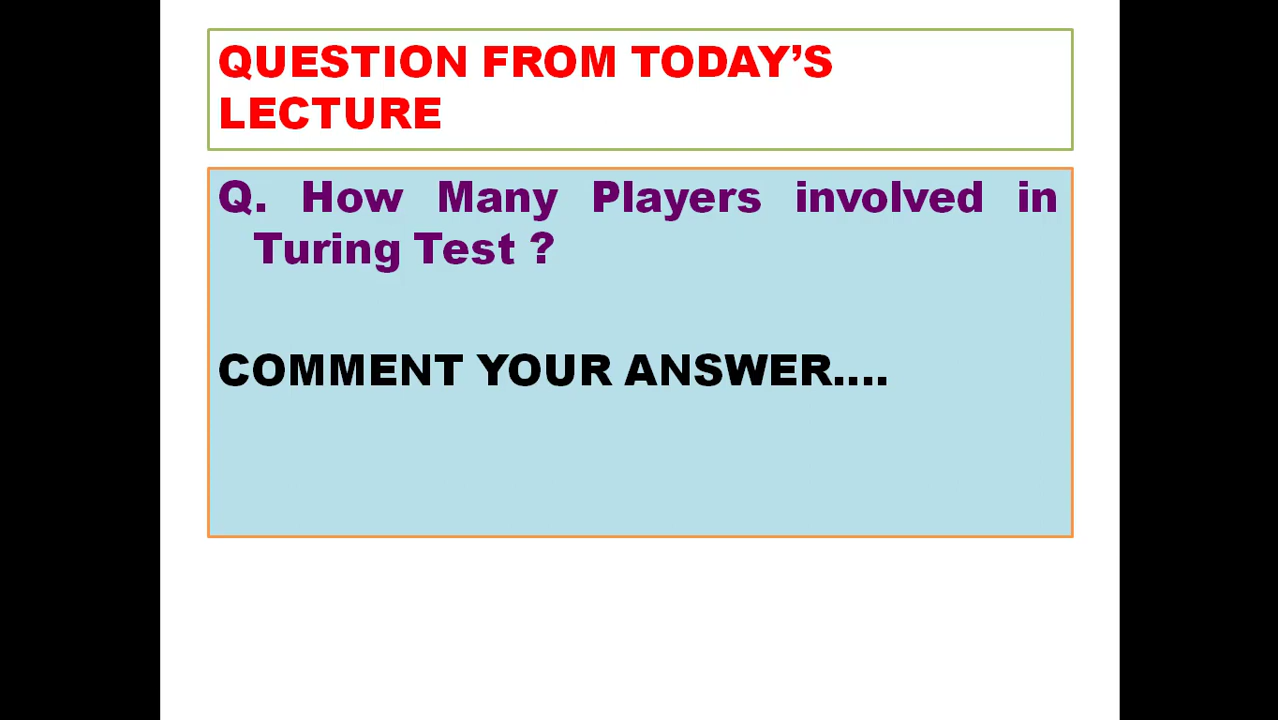 QUESTION FROM TODAY’S
LECTURE
Q. How Many Players involved in
Turing Test ?
COMMENT YOUR ANSWER....